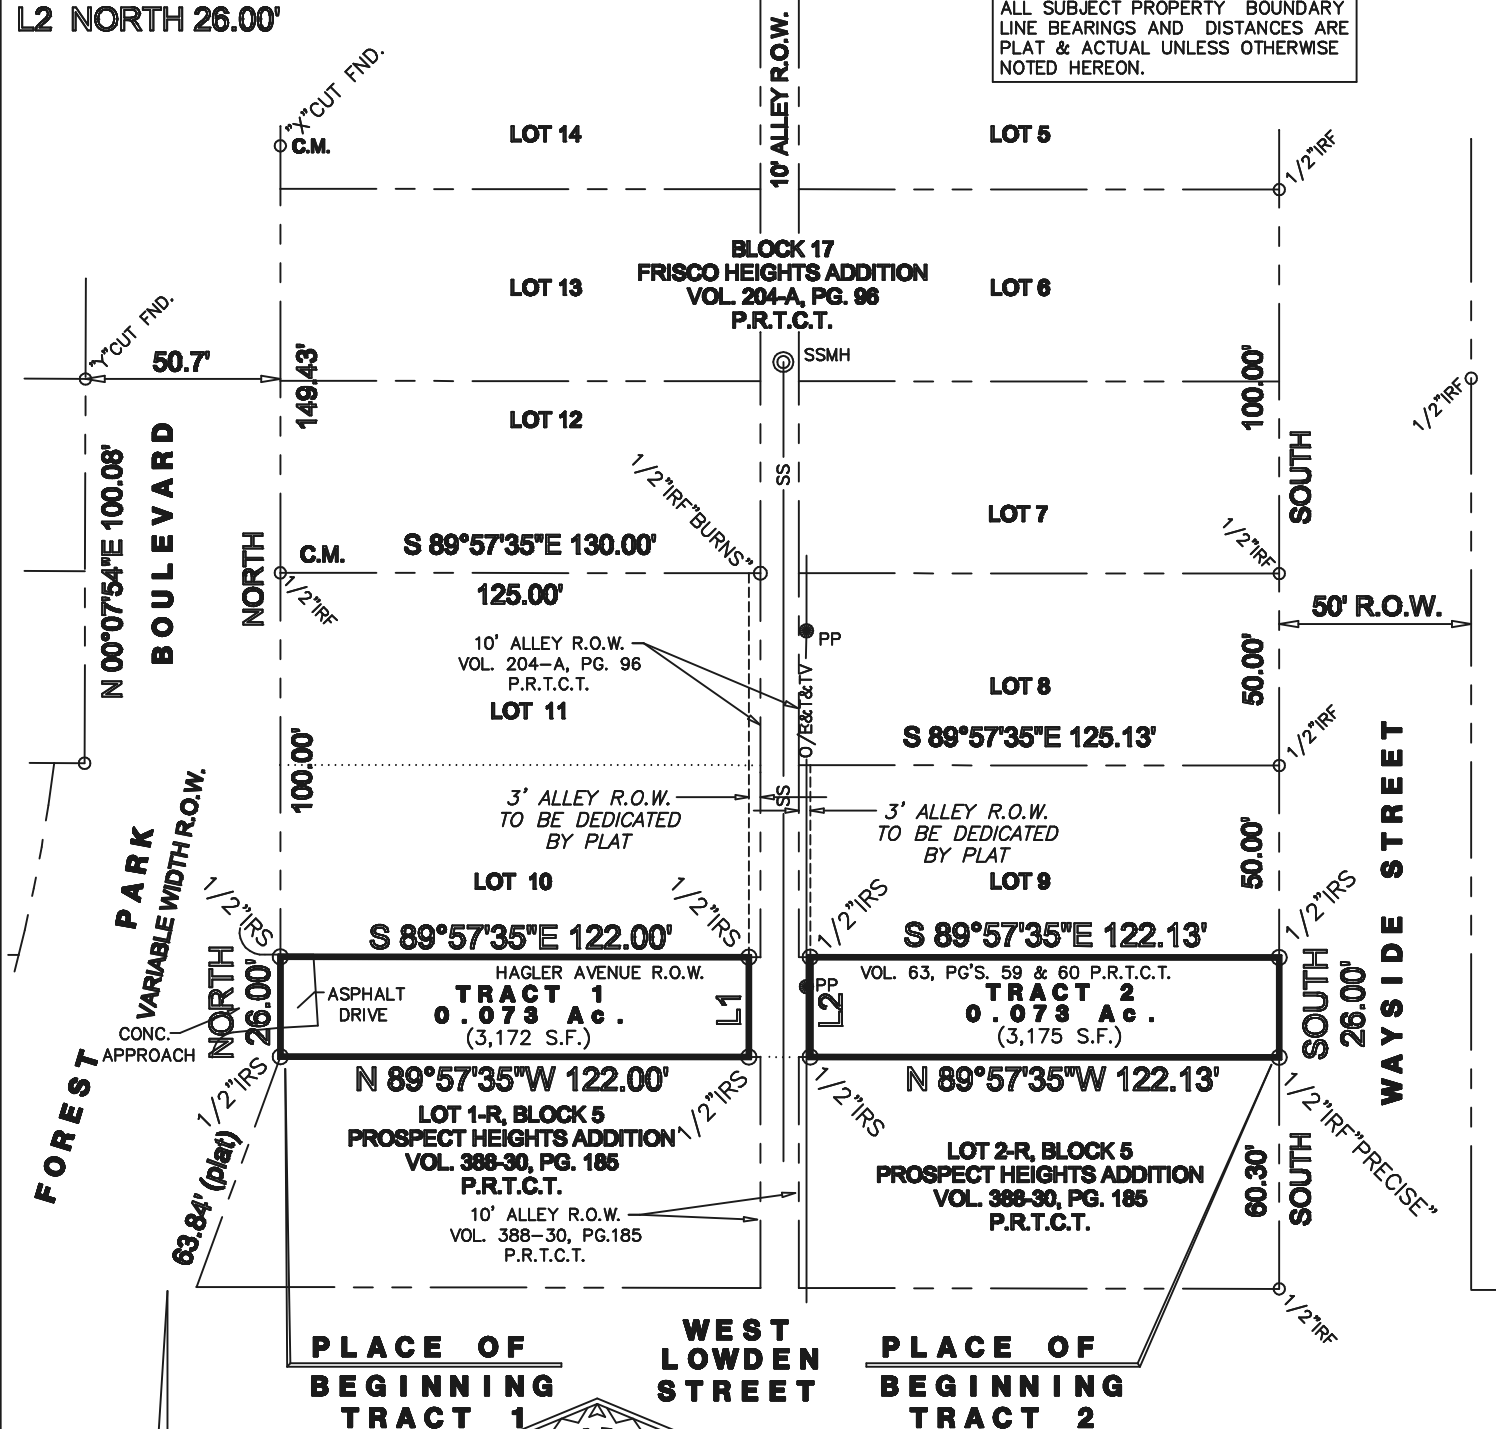 L2 NORTH 26.00'
ALL SUBJECT PROPERTY BOUNDARY
LINE BEARINGS AND DISTANCES ARE
PLAT & ACTUAL UNLESS OTHERWISE
NOTED HEREON.
10' ALLEY R.O.W.
"X"CUT FND.
C.M.
LOT 14
LOT 5
1/2"IRF
BLOCK 17
FRISCO HEIGHTS ADDITION
VOL. 204-A, PG. 96
P.R.T.C.T.
LOT 13
LOT 6
"Y"CUT FND.
50.7'
149.43'
SSMH
100.00'
1/2"IRF
LOT 12
N 00°07'54"E 100.08'
BOULEVARD
SS
1/2"IRF"BURNS"
SOUTH
LOT 7
NORTH
C.M.
S 89°57'35"E 130.00'
1/2"IRF
1/2"IRF
125.00'
50' R.O.W.
10' ALLEY R.O.W.
VOL. 204-A, PG. 96
P.R.T.C.T.
PP
O/E&T&TV
50.00'
LOT 8
LOT 11
S 89°57'35"E 125.13'
1/2"IRF
100.00'
WAYSIDE STREET
3' ALLEY R.O.W.
TO BE DEDICATED
BY PLAT
SS
3' ALLEY R.O.W.
TO BE DEDICATED
BY PLAT
50.00'
FOREST PARK
VARIABLE WIDTH R.O.W.
LOT 10
LOT 9
1/2"IRS
1/2"IRS
1/2"IRS
1/2"IRS
S 89°57'35"E 122.00'
S 89°57'35"E 122.13'
NORTH
26.00'
HAGLER AVENUE R.O.W.
TRACT 1
0.073 Ac.
(3,172 S.F.)
L1
ASPHALT
DRIVE
CONC.
APPROACH
PP
L2
VOL. 63, PG'S. 59 & 60 P.R.T.C.T.
TRACT 2
0.073 Ac.
(3,175 S.F.)
SOUTH
26.00'
N 89°57'35"W 122.00'
N 89°57'35"W 122.13'
1/2"IRS
1/2"IRS
1/2"IRS
1/2"IRF"PRECISE"
LOT 1-R, BLOCK 5
PROSPECT HEIGHTS ADDITION
VOL. 388-30, PG. 185
P.R.T.C.T.
LOT 2-R, BLOCK 5
PROSPECT HEIGHTS ADDITION
VOL. 388-30, PG. 185
P.R.T.C.T.
63.84' (plat)
60.30'
SOUTH
10' ALLEY R.O.W.
VOL. 388-30, PG.185
P.R.T.C.T.
1/2"IRF
PLACE OF
BEGINNING
TRACT 1
WEST
LOWDEN
STREET
PLACE OF
BEGINNING
TRACT 2